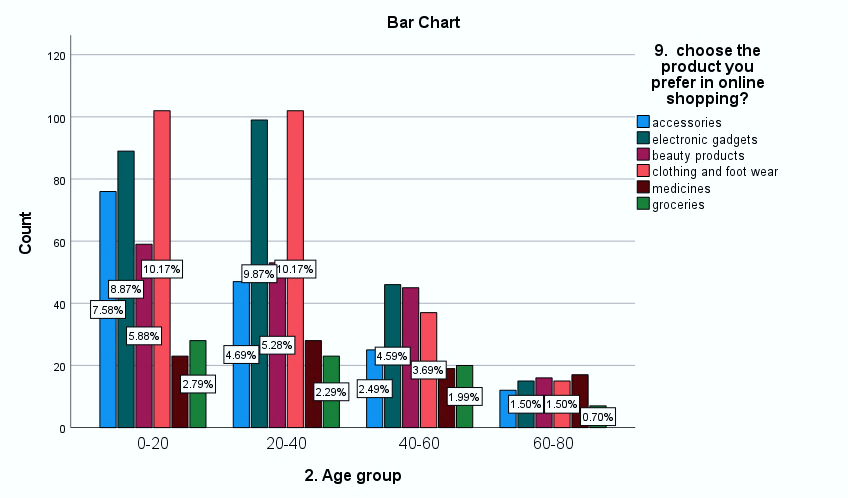 Bar Chart
9. choose the
product you
prefer in online
shopping?
accessories
electronic gadgets
beauty products
clothing and foot wear
medicines
groceries
Count
120
100
80
60
40
20
0
7.58%
8.87%
5.88%
10.17%
2.79%
4.69%
9.87%
5.28%
10.17%
2.29%
2.49%
4.59%
3.69%
1.99%
1.50%
1.50%
0.70%
0-20
20-40
40-60
60-80
2. Age group